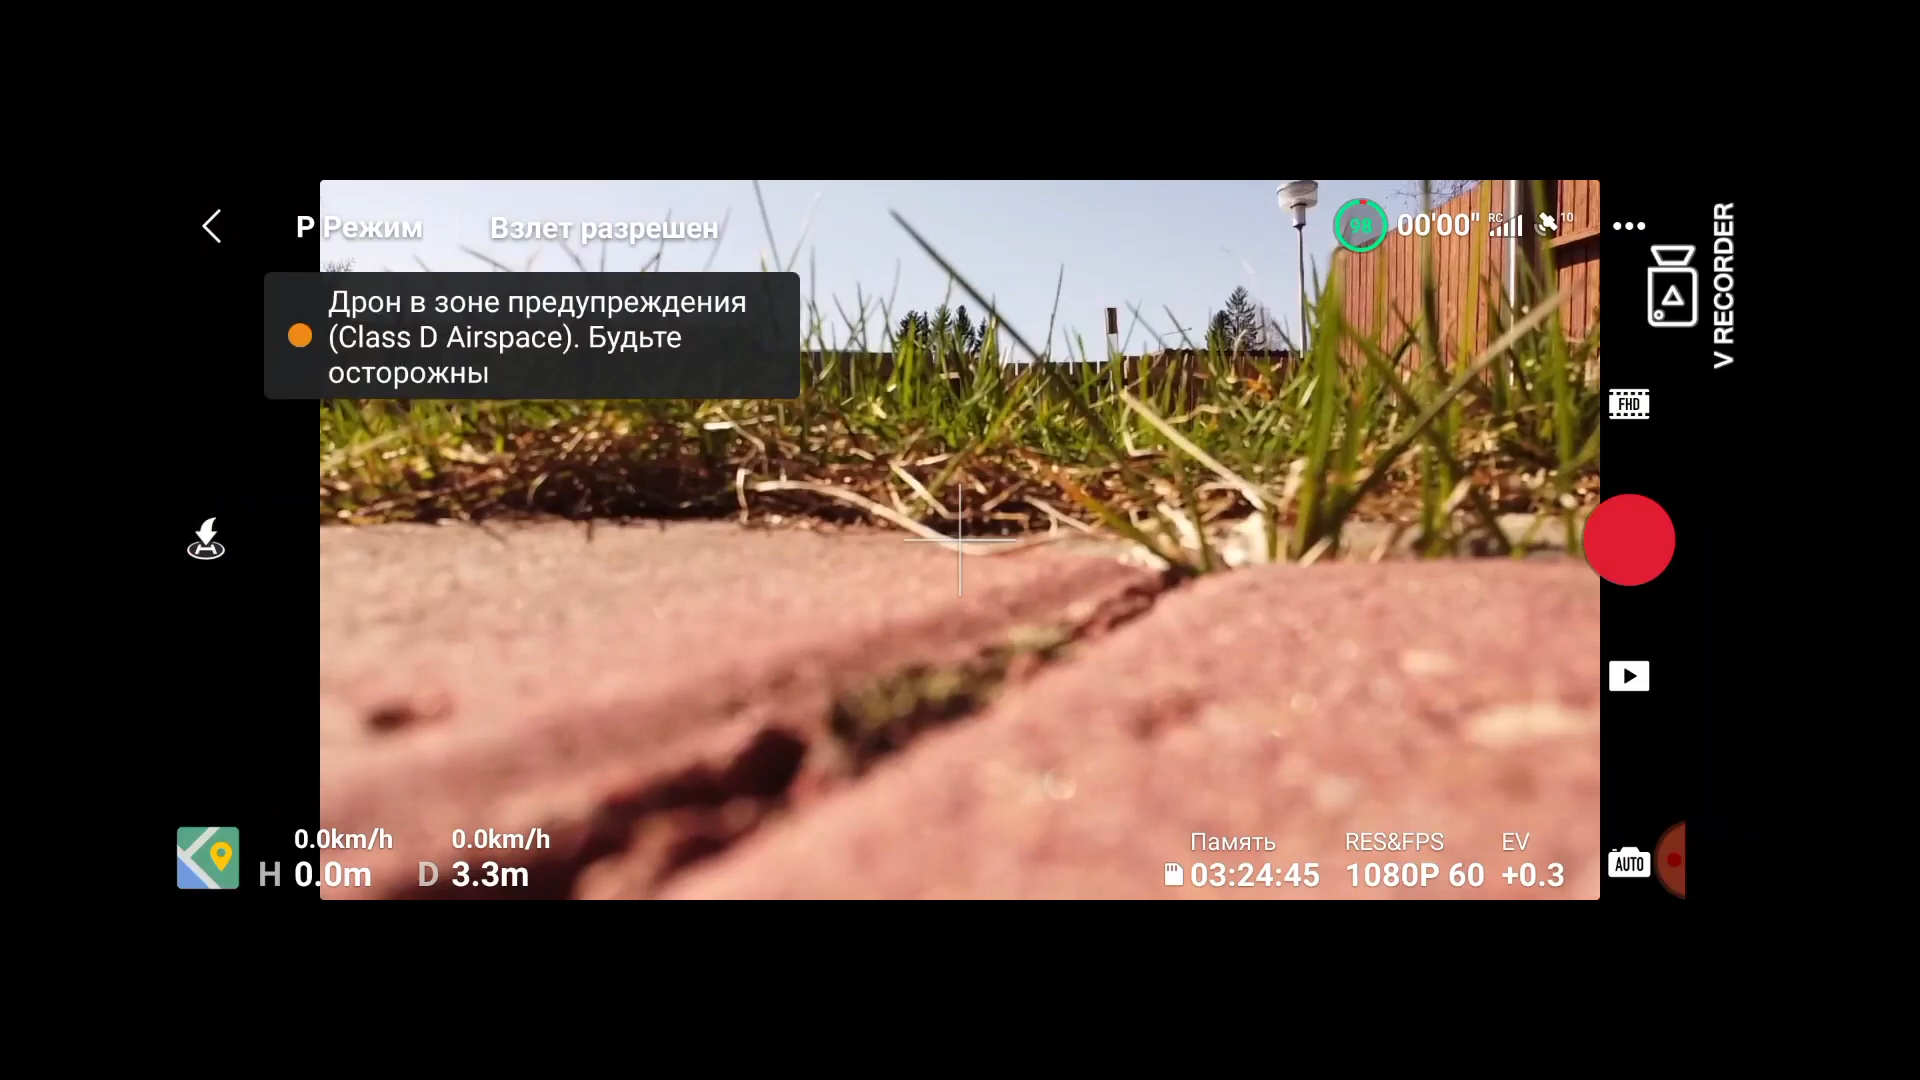 P Режим
Взлет разрешен
98
00'00"
RC
10
Дрон в зоне предупреждения
(Class D Airspace). Будьте
осторожны
V RECORDER
FHD
0.0km/h
0.0km/h
H 0.0m
D 3.3m
Память
RES&FPS
EV
03:24:45
1080P 60
+0.3
AUTO